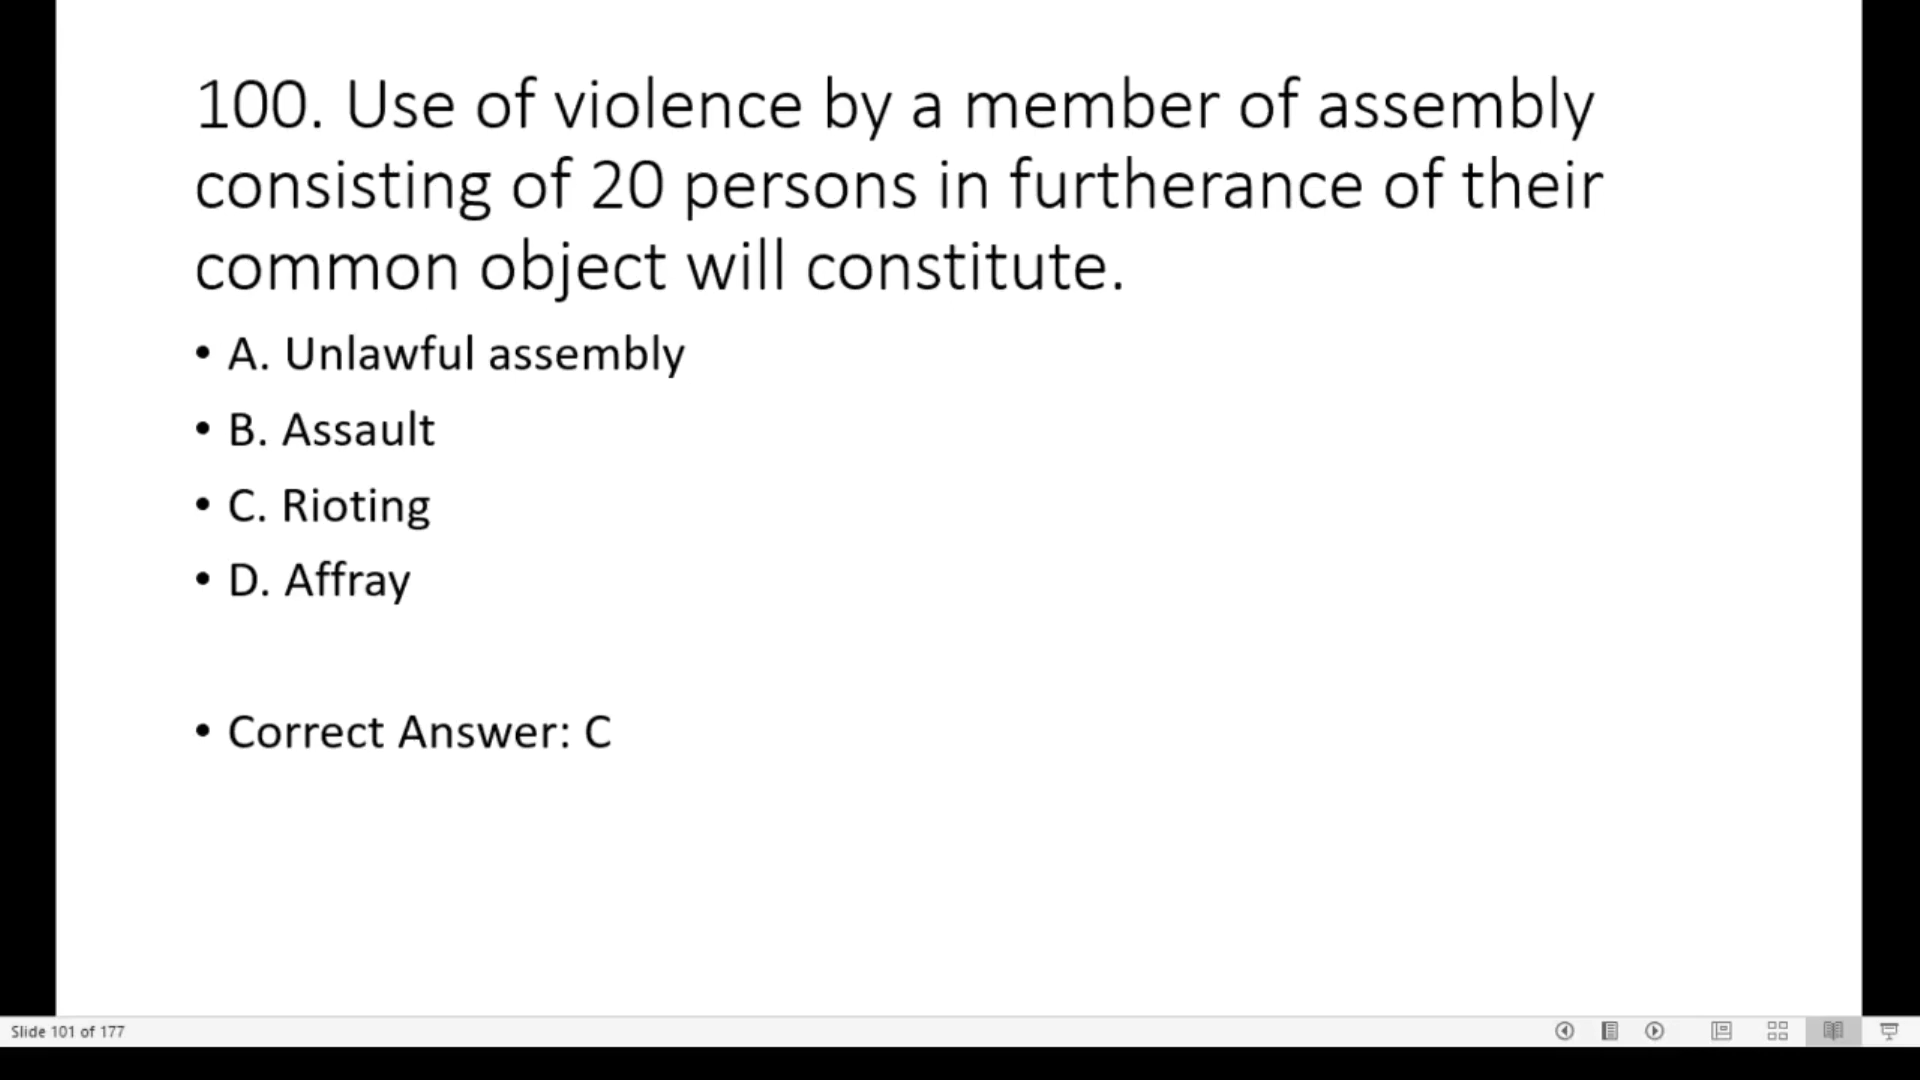 100. Use of violence by a member of assembly
consisting of 20 persons in furtherance of their
common object will constitute.
• A. Unlawful assembly
• B. Assault
• C. Rioting
• D. Affray
• Correct Answer: C
Slide 101 of 177